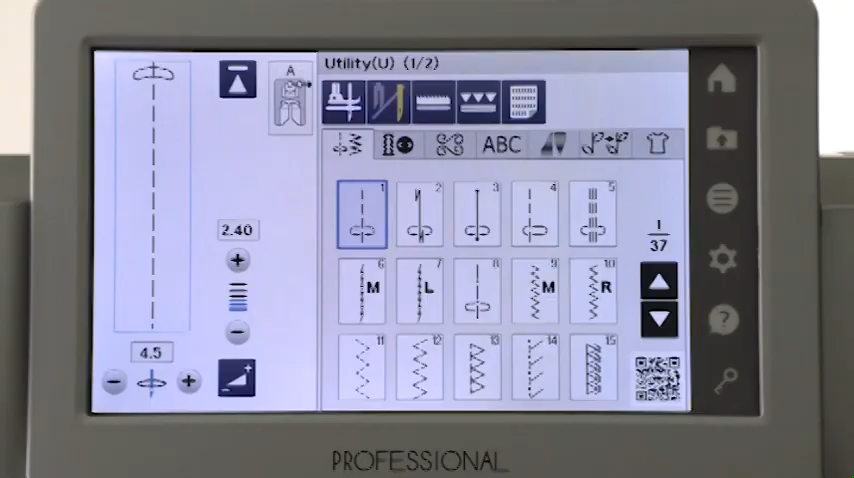 Utility(U) (1/2)
A
ABC
1 2 3 4 5
2.40
1
37
6 M 7 L 8 9 M 10 R
4.5
11 12 13 14 15
PROFESSIONAL